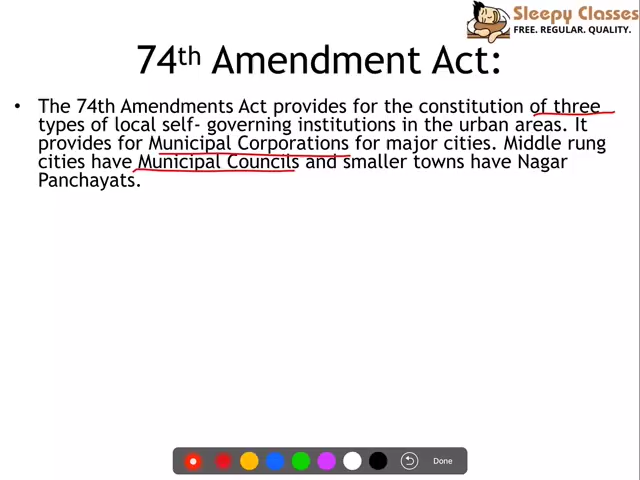 Sleepy Classes
FREE. REGULAR. QUALITY.
74th Amendment Act:
• The 74th Amendments Act provides for the constitution of three
types of local self- governing institutions in the urban areas. It
provides for Municipal Corporations for major cities. Middle rung
cities have Municipal Councils and smaller towns have Nagar
Panchayats.
Done